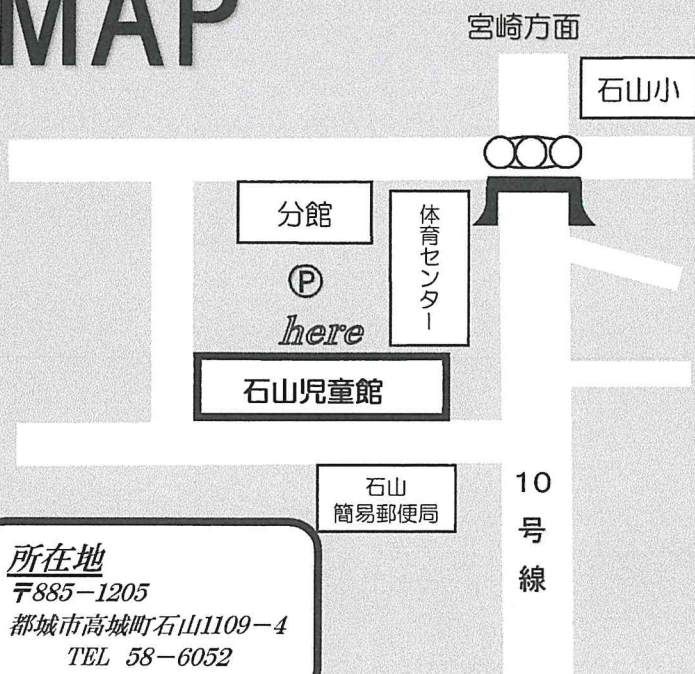 MAP
宮崎方面
石山小
分館
体育センター
Ⓟ
here
石山児童館
石山
簡易郵便局
10
号
線
所在地
〒885-1205
都城市高城町石山1109-4
TEL 58-6052